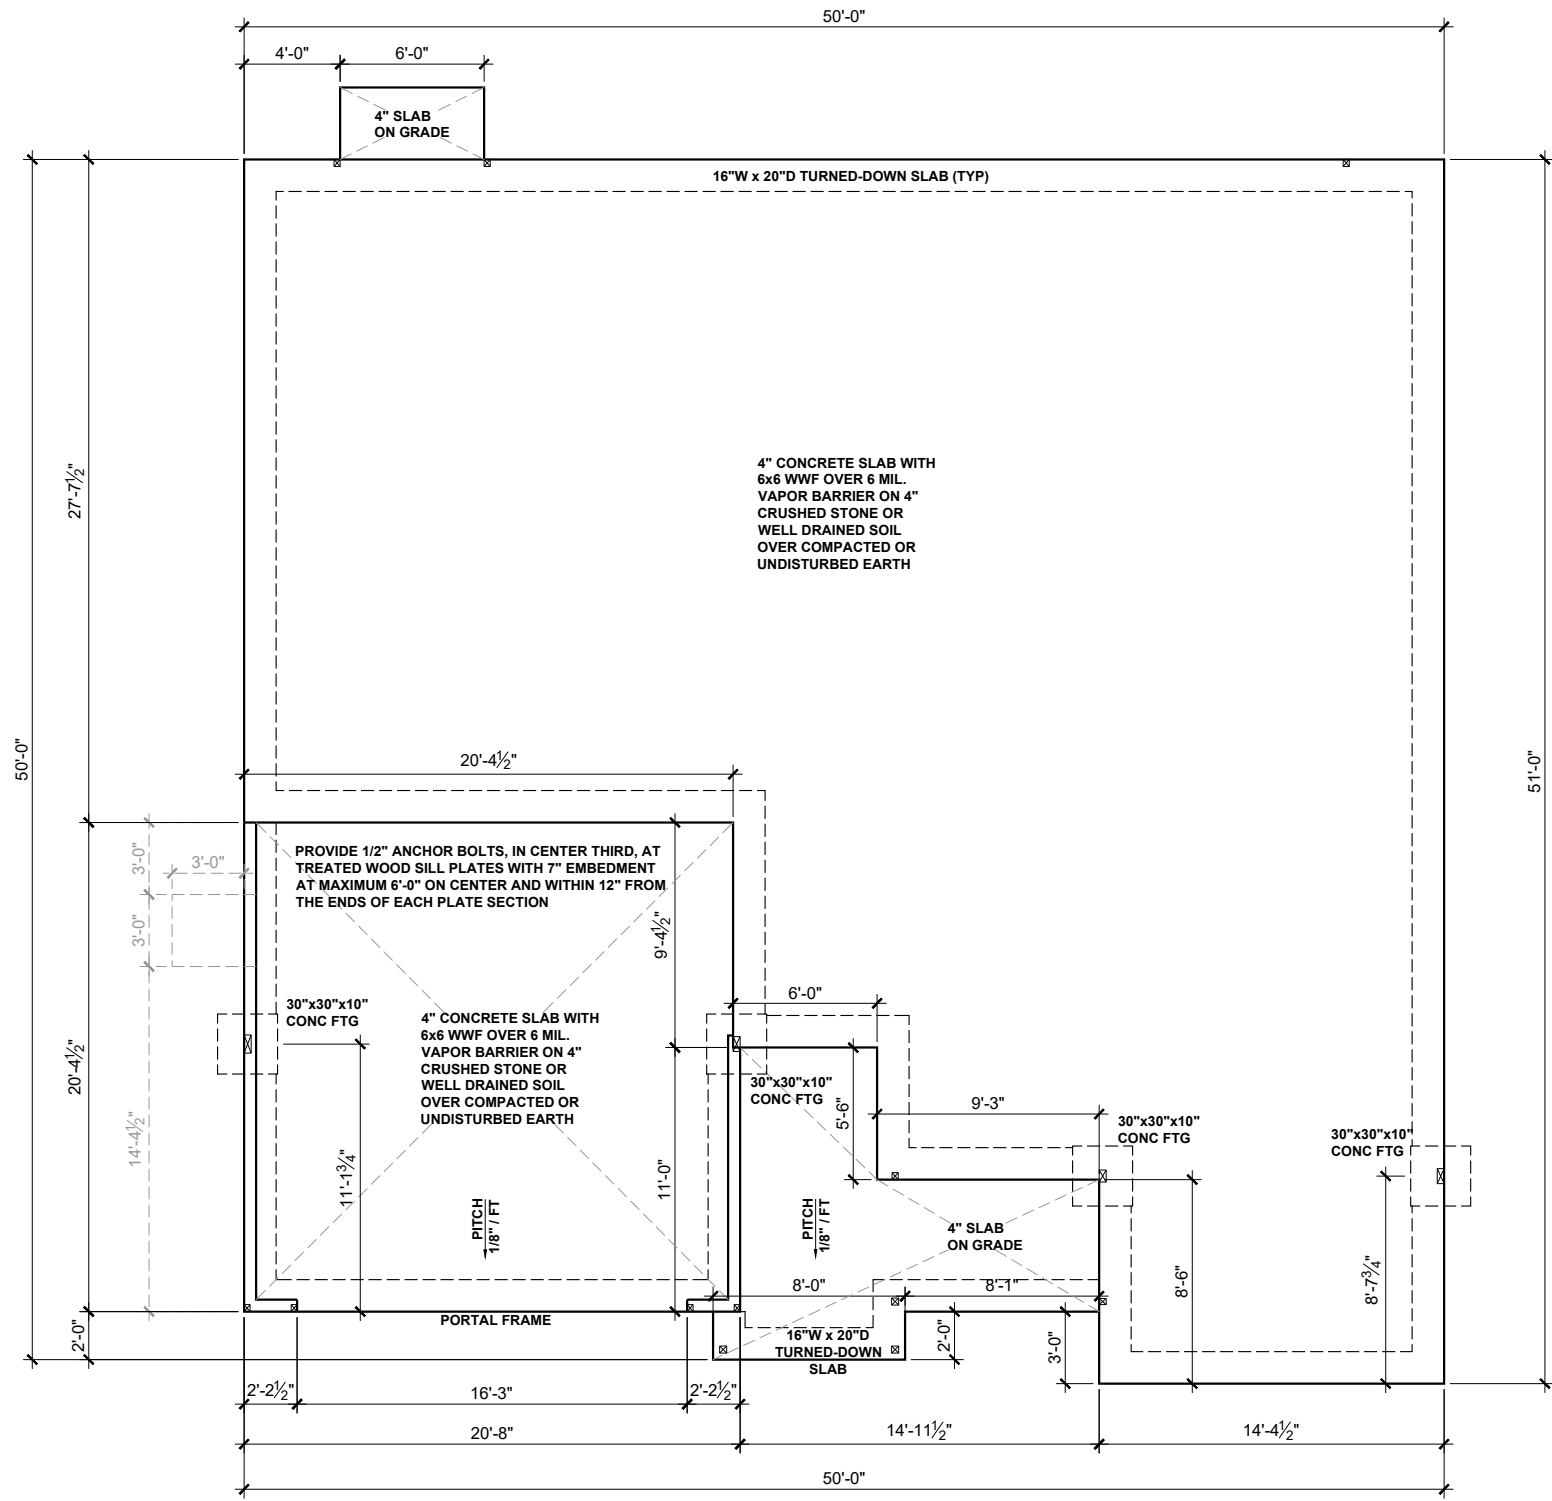 50'-0"
4'-0"
6'-0"
4" SLAB
ON GRADE
16"W x 20"D TURNED-DOWN SLAB (TYP)
27'-7½"
50'-0"
51'-0"
4" CONCRETE SLAB WITH
6x6 WWF OVER 6 MIL.
VAPOR BARRIER ON 4"
CRUSHED STONE OR
WELL DRAINED SOIL
OVER COMPACTED OR
UNDISTURBED EARTH
20'-4½"
PROVIDE 1/2" ANCHOR BOLTS, IN CENTER THIRD, AT
TREATED WOOD SILL PLATES WITH 7" EMBEDMENT
AT MAXIMUM 6'-0" ON CENTER AND WITHIN 12" FROM
THE ENDS OF EACH PLATE SECTION
3'-0"
3'-0"
3'-0"
9'-4½"
20'-4½"
14'-4½"
30"x30"x10"
CONC FTG
4" CONCRETE SLAB WITH
6x6 WWF OVER 6 MIL.
VAPOR BARRIER ON 4"
CRUSHED STONE OR
WELL DRAINED SOIL
OVER COMPACTED OR
UNDISTURBED EARTH
6'-0"
30"x30"x10"
CONC FTG
5'-6"
9'-3"
30"x30"x10"
CONC FTG
30"x30"x10"
CONC FTG
11'-1¾"
11'-0"
PITCH
1/8" / FT
PITCH
1/8" / FT
4" SLAB
ON GRADE
8'-0"
8'-1"
8'-6"
8'-7¾"
PORTAL FRAME
16"W x 20"D
TURNED-DOWN
SLAB
2'-0"
2'-0"
3'-0"
2'-2½"
16'-3"
2'-2½"
20'-8"
14'-11½"
14'-4½"
50'-0"